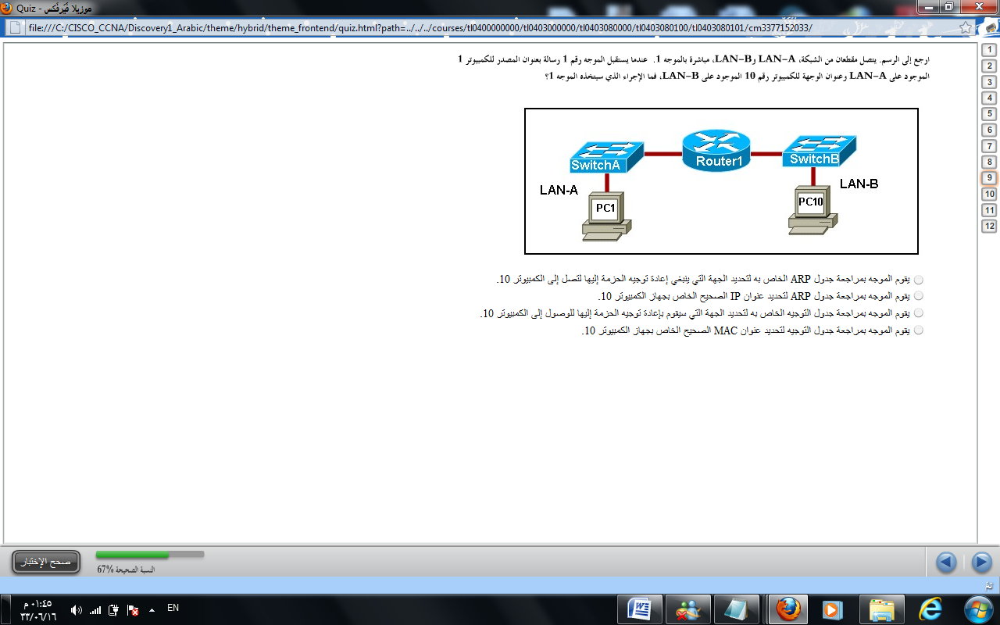 Quiz - موزيلا فَيَرفُكس
file:///C:/CISCO_CCNA/Discovery1_Arabic/theme/hybrid/theme_frontend/quiz.html?path=../../../courses/tl0400000000/tl0403000000/tl0403080000/tl0403080100/tl0403080101/cm3377152033/
ارجع إلى الرسم. يتصل مقطعان من الشبكة، LAN-A وLAN-B، مباشرة بالموجه 1. عندما يستقبل الموجه رقم 1 رسالة بعنوان المصدر للكمبيوتر 1
الموجود على LAN-A وعنوان الوجهة للكمبيوتر رقم 10 الموجود على LAN-B، فما الإجراء الذي سيتخذه الموجه 1؟
SwitchA
Router1
SwitchB
LAN-A
LAN-B
PC1
PC10
يقوم الموجه بمراجعة جدول ARP الخاص به لتحديد الجهة التي ينبغي إعادة توجيه الحزمة إليها لتصل إلى الكمبيوتر 10.
يقوم الموجه بمراجعة جدول ARP لتحديد عنوان IP الصحيح الخاص بجهاز الكمبيوتر 10.
يقوم الموجه بمراجعة جدول التوجيه الخاص به لتحديد الجهة التي سيقوم بإعادة توجيه الحزمة إليها للوصول إلى الكمبيوتر 10.
يقوم الموجه بمراجعة جدول التوجيه لتحديد عنوان MAC الصحيح الخاص بجهاز الكمبيوتر 10.
1
2
3
4
5
6
7
8
9
10
11
12
صحح الإختبار
النسبة الصحيحة 67%
EN
٠١:٤٥ م
٣٣/٠٦/١٦